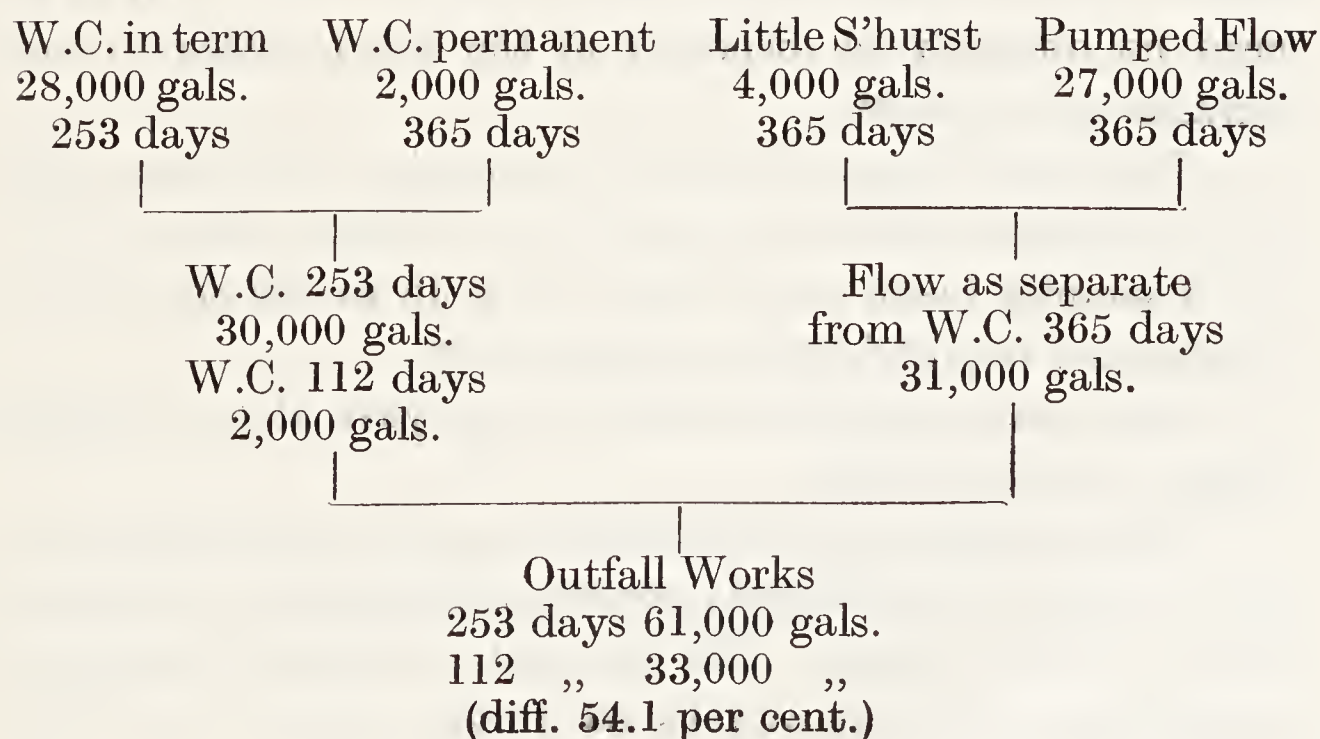 W.C. in term
28,000 gals.
253 days
W.C. permanent
2,000 gals.
365 days
Little S'hurst
4,000 gals.
365 days
Pumped Flow
27,000 gals.
365 days
W.C. 253 days
30,000 gals.
W.C. 112 days
2,000 gals.
Flow as separate
from W.C. 365 days
31,000 gals.
Outfall Works
253 days 61,000 gals.
112 ,, 33,000 ,,
(diff. 54.1 per cent.)